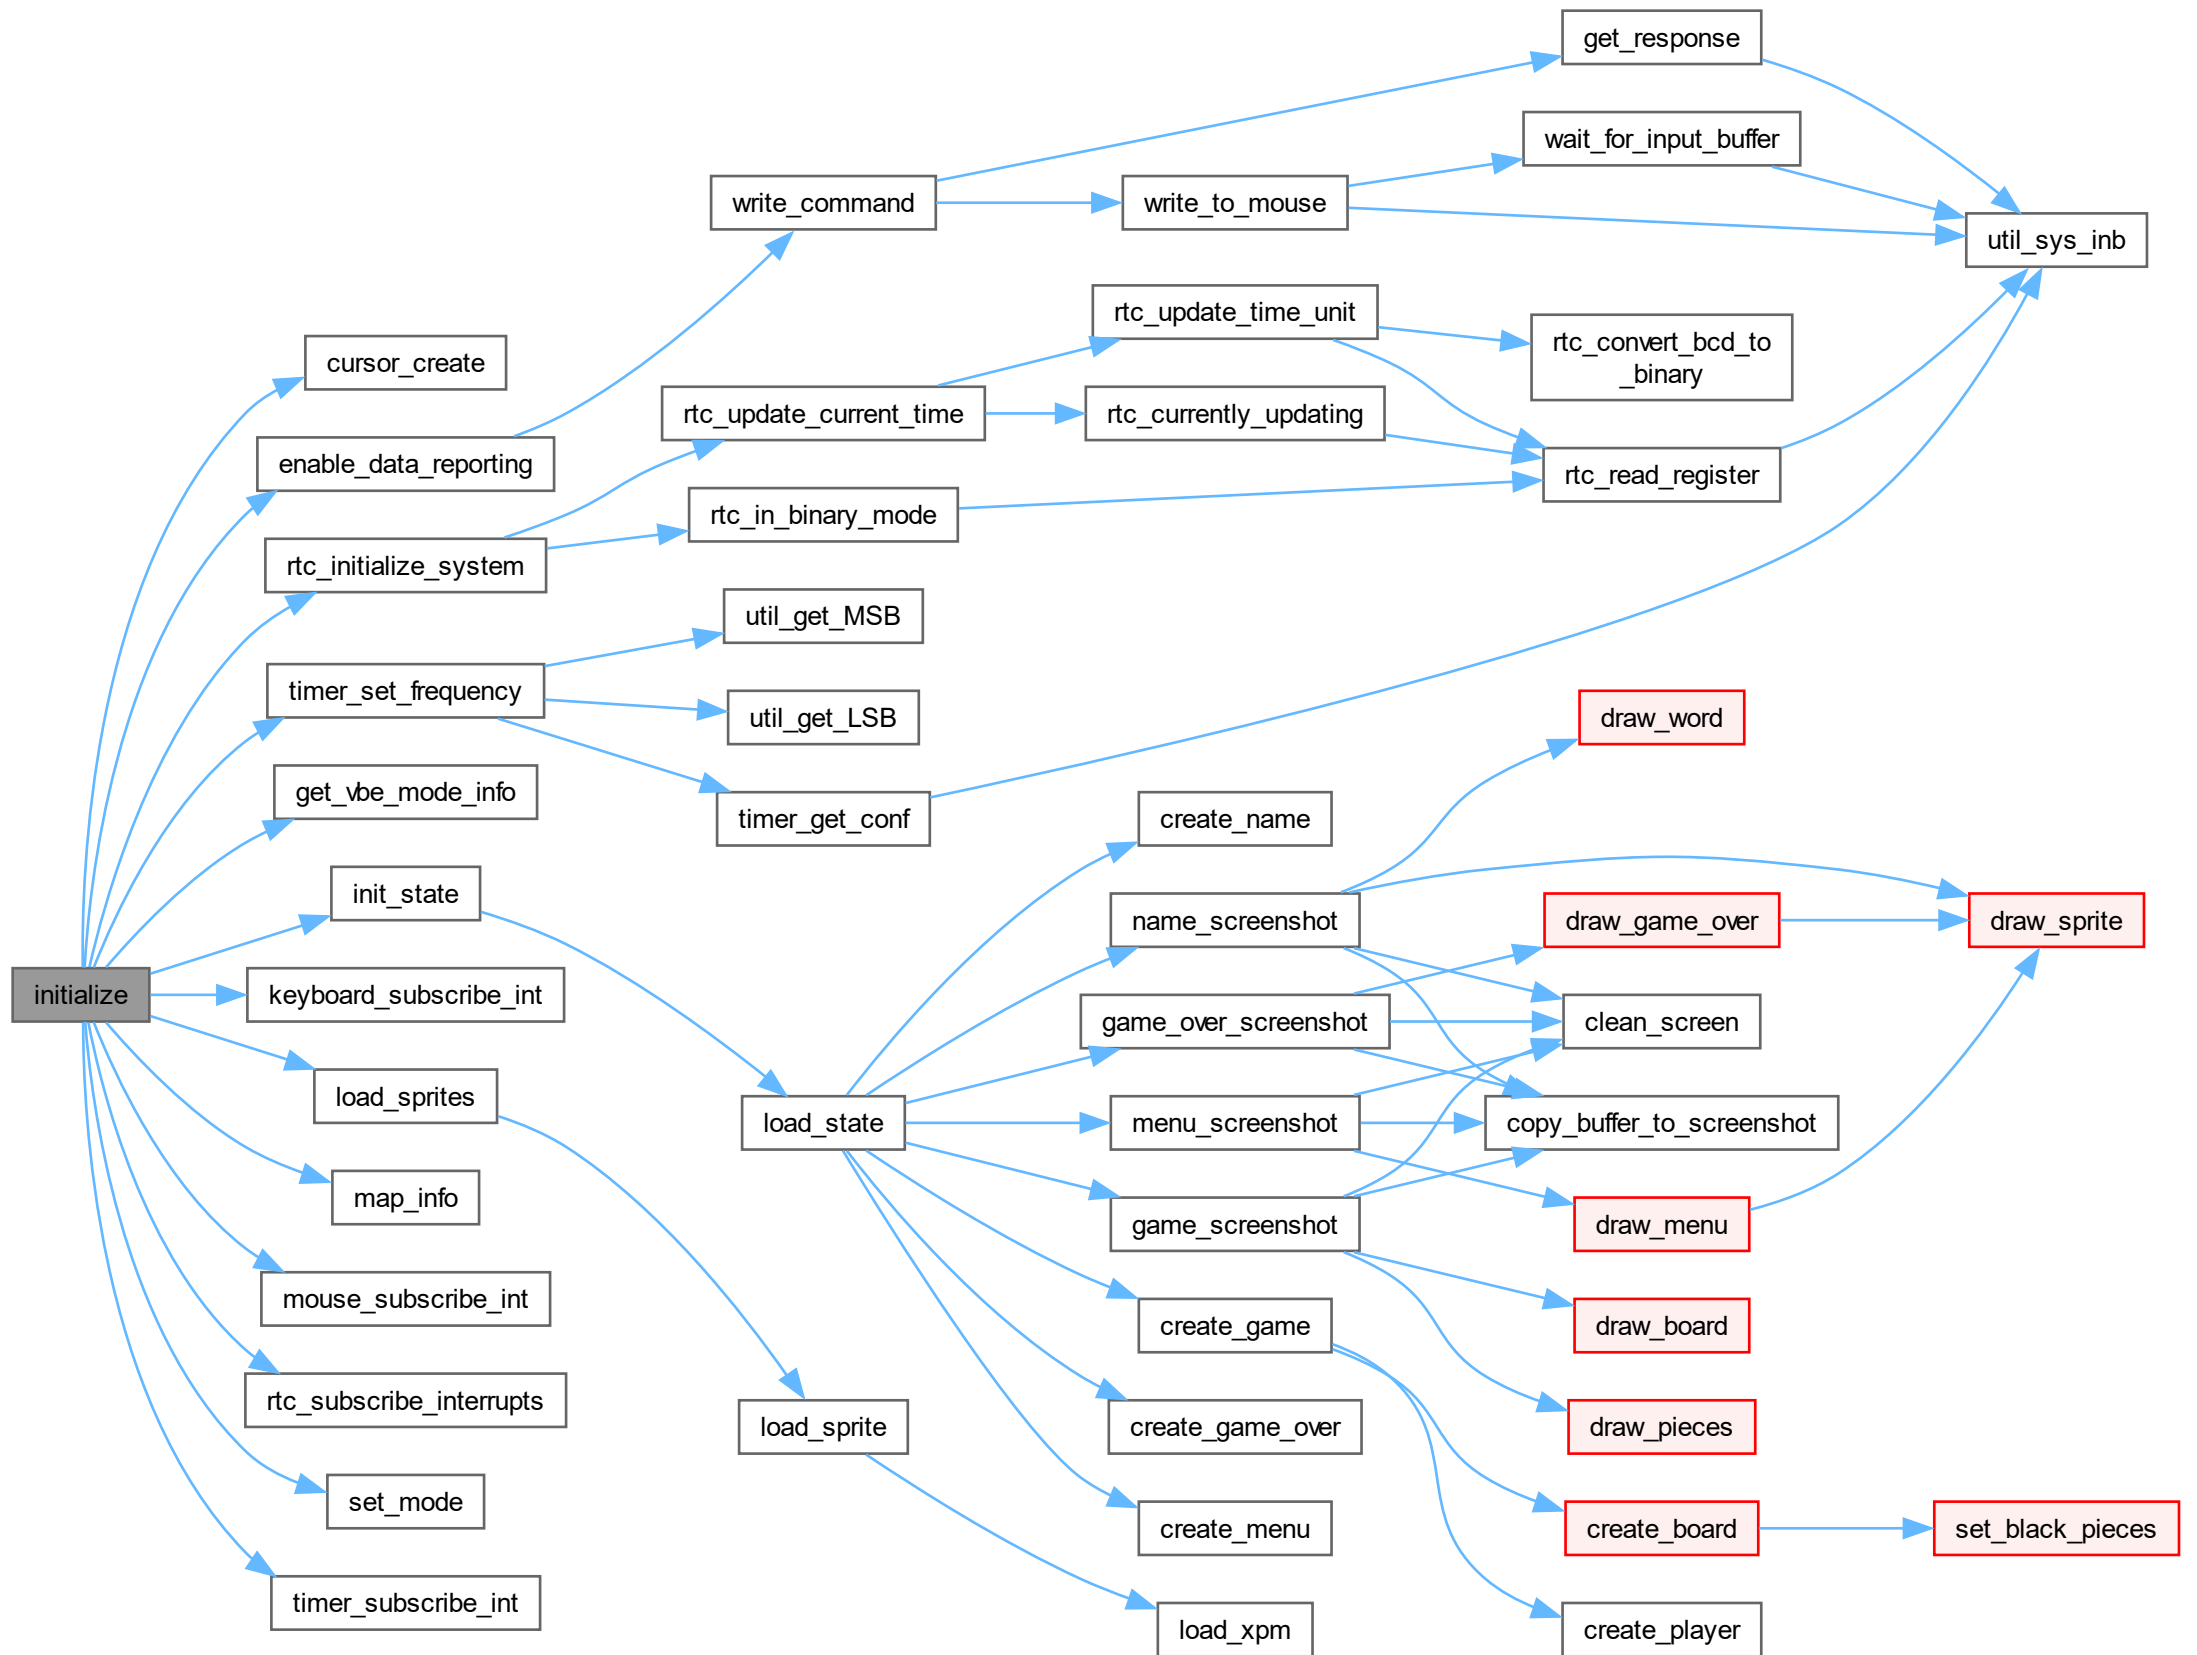 get_response
wait_for_input_buffer
write_command
write_to_mouse
util_sys_inb
rtc_update_time_unit
rtc_convert_bcd_to
_binary
cursor_create
rtc_update_current_time
rtc_currently_updating
enable_data_reporting
rtc_read_register
rtc_in_binary_mode
rtc_initialize_system
util_get_MSB
timer_set_frequency
util_get_LSB
draw_word
get_vbe_mode_info
timer_get_conf
create_name
init_state
name_screenshot
draw_game_over
draw_sprite
initialize
keyboard_subscribe_int
game_over_screenshot
clean_screen
load_sprites
load_state
menu_screenshot
copy_buffer_to_screenshot
map_info
game_screenshot
draw_menu
mouse_subscribe_int
create_game
draw_board
rtc_subscribe_interrupts
load_sprite
create_game_over
draw_pieces
set_mode
create_menu
create_board
set_black_pieces
timer_subscribe_int
load_xpm
create_player